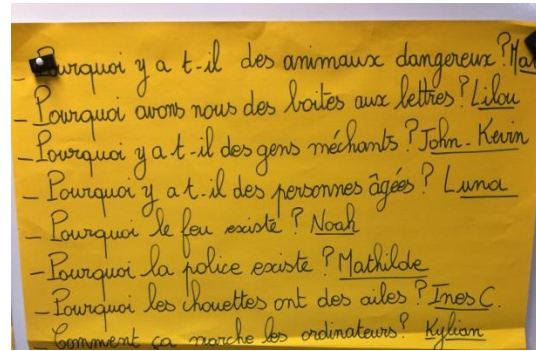 - Pourquoi y a t-il des animaux dangereux ?
- Pourquoi avons nous des boites aux lettres ? Lilou
- Pourquoi y a t-il des gens méchants ? John-Kevin
- Pourquoi y a t-il des personnes âgées ? Luna
- Pourquoi le feu existe ? Noah
- Pourquoi la police existe ? Mathilde
- Pourquoi les chouettes ont des ailes ? Ines C.
- Comment ça marche les ordinateurs ? Kylian